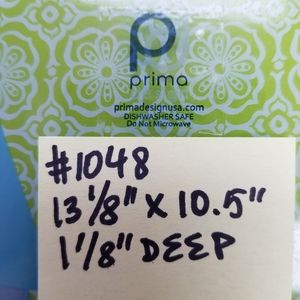 p
prima
primadesignusa.com
DISHWASHER SAFE
Do Not Microwave
#1048
13 1/8" X 10.5"
1 1/8" DEEP